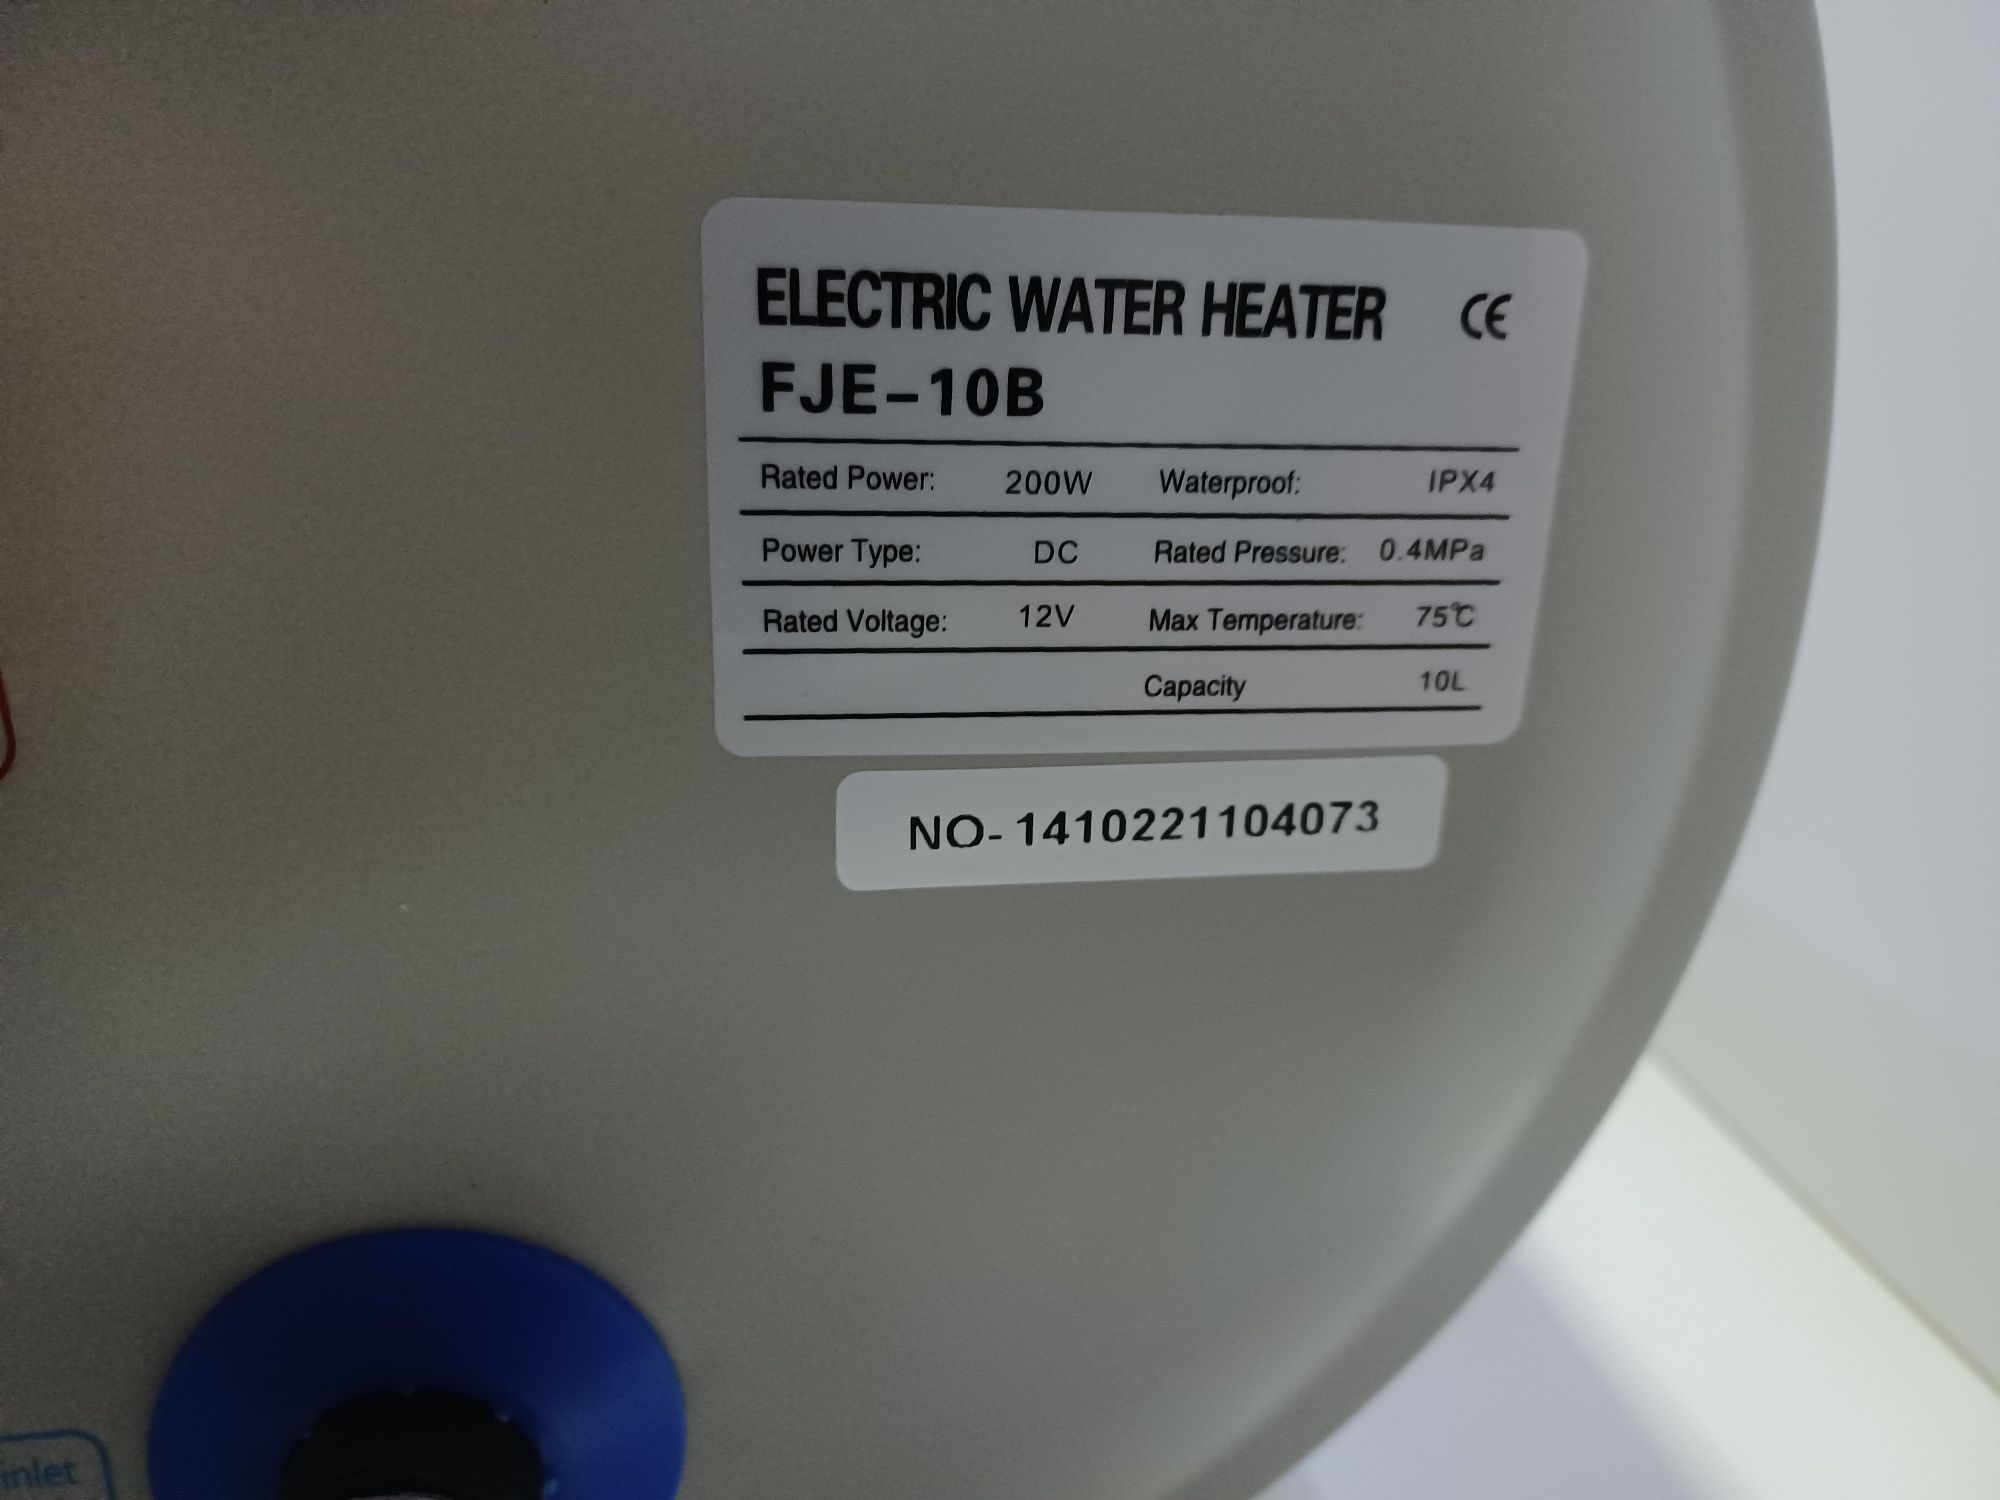 ELECTRIC WATER HEATER CE
FJE-10B
Rated Power: 200W Waterproof: IPX4
Power Type: DC Rated Pressure: 0.4MPa
Rated Voltage: 12V Max Temperature: 75℃
Capacity 10L
NO-1410221104073
inlet